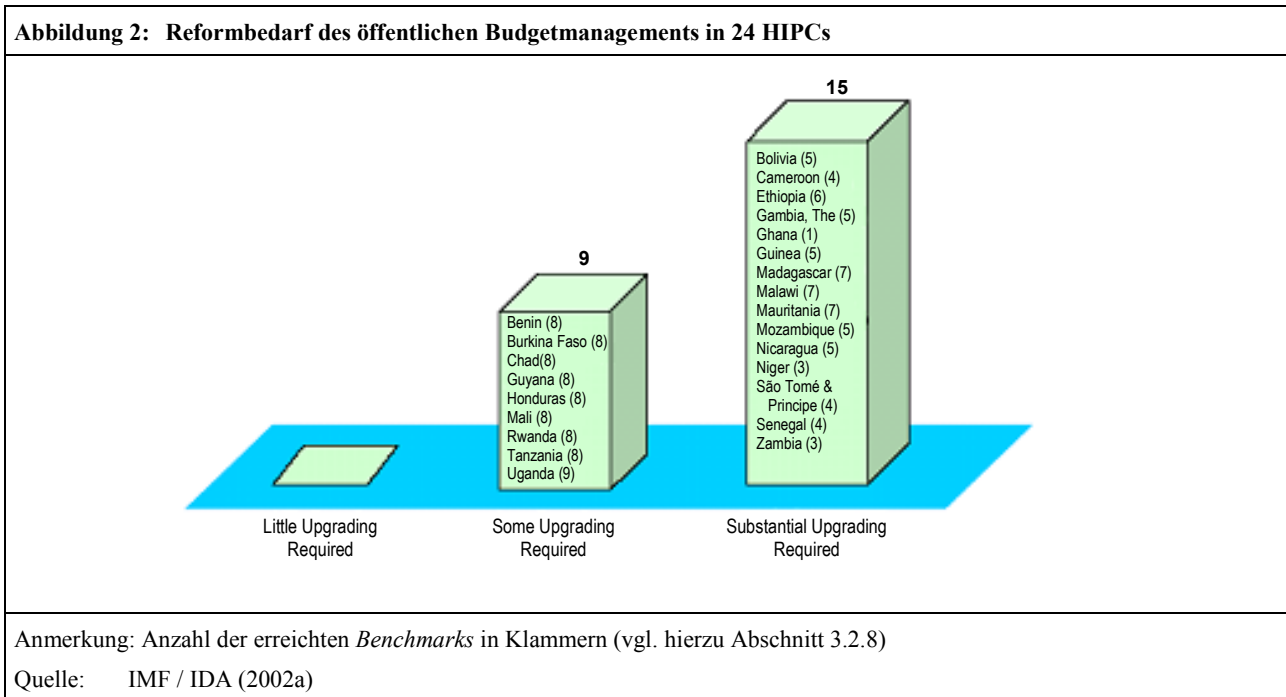 Abbildung 2: Reformbedarf des öffentlichen Budgetmanagements in 24 HIPCs
15
Bolivia (5)
Cameroon (4)
Ethiopia (6)
Gambia, The (5)
Ghana (1)
Guinea (5)
Madagascar (7)
Malawi (7)
Mauritania (7)
Mozambique (5)
Nicaragua (5)
Niger (3)
São Tomé &
Principe (4)
Senegal (4)
Zambia (3)
9
Benin (8)
Burkina Faso (8)
Chad(8)
Guyana (8)
Honduras (8)
Mali (8)
Rwanda (8)
Tanzania (8)
Uganda (9)
Little Upgrading
Required
Some Upgrading
Required
Substantial Upgrading
Required
Anmerkung: Anzahl der erreichten Benchmarks in Klammern (vgl. hierzu Abschnitt 3.2.8)
Quelle: IMF / IDA (2002a)